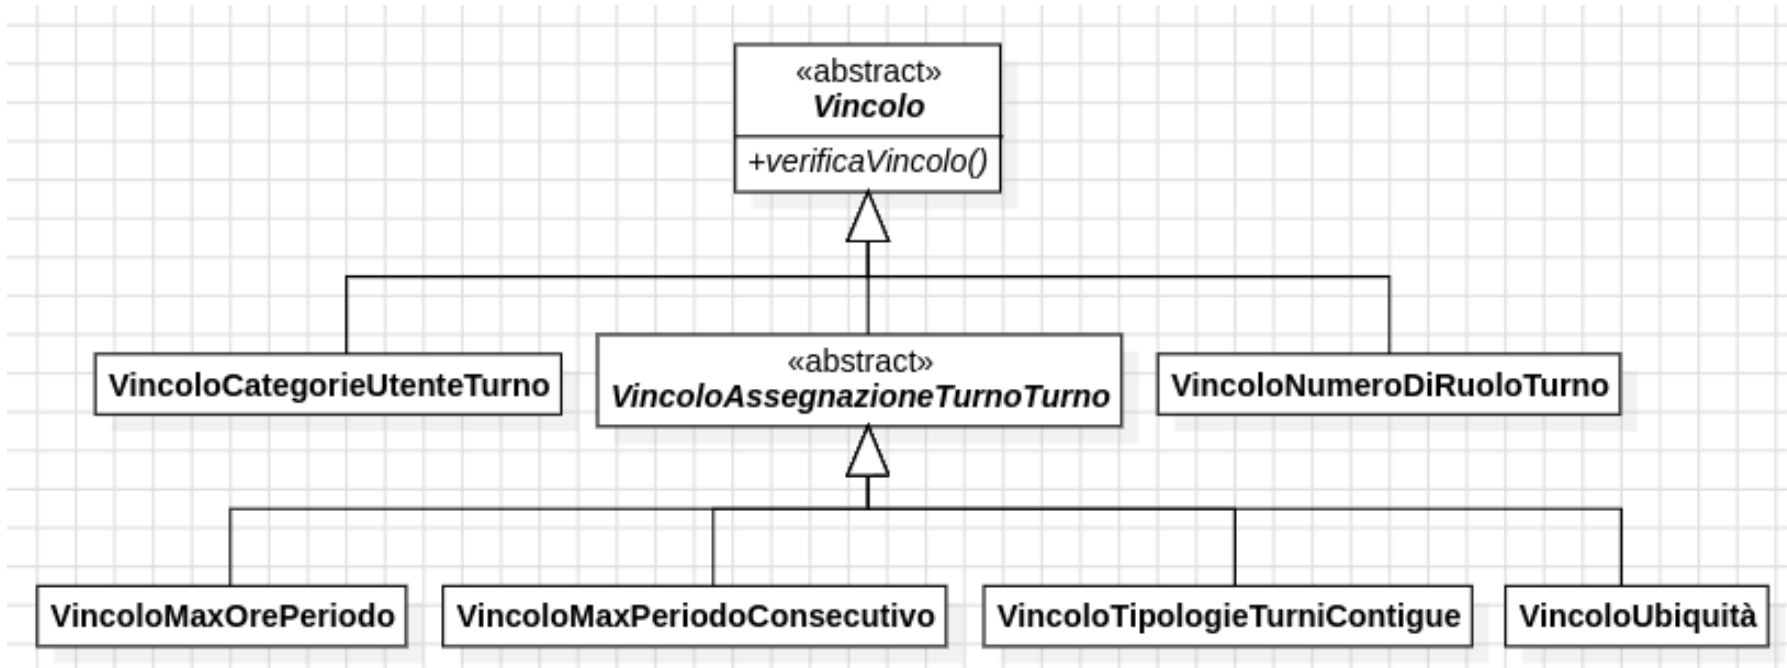 «abstract»
Vincolo
+verificaVincolo()
VincoloCategorieUtenteTurno
«abstract»
VincoloAssegnazioneTurnoTurno
VincoloNumeroDiRuoloTurno
VincoloMaxOrePeriodo
VincoloMaxPeriodoConsecutivo
VincoloTipologieTurniContigue
VincoloUbiquità